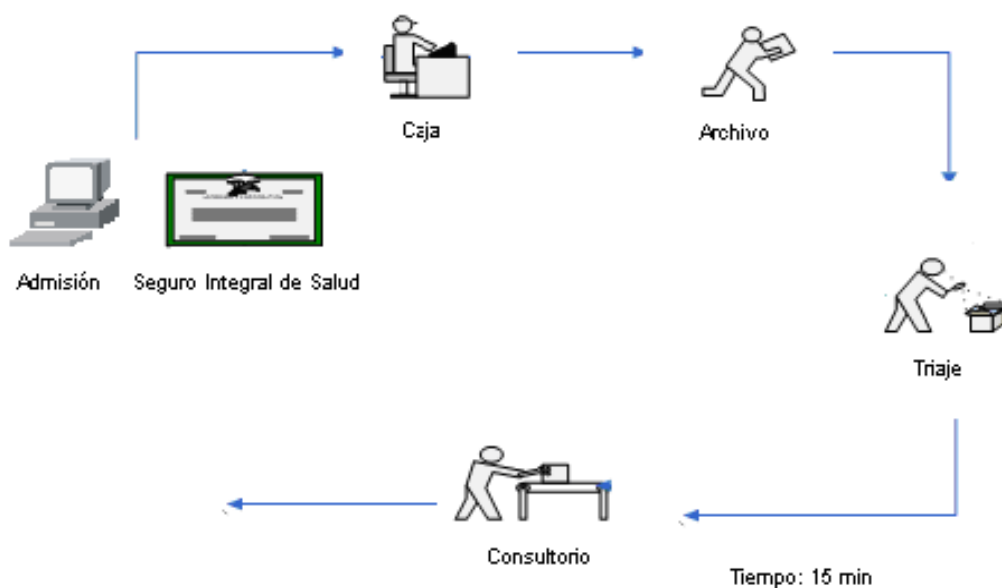 Caja
Archivo
Admisión
Seguro Integral de Salud
Triaje
Consultorio
Tiempo: 15 min